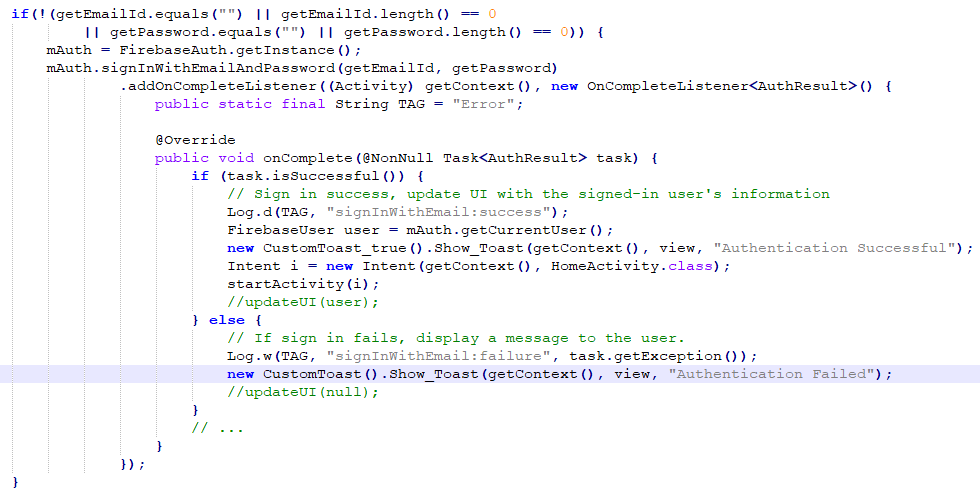 if(!(getEmailId.equals("") || getEmailId.length() == 0
        || getPassword.equals("") || getPassword.length() == 0)) {
    mAuth = FirebaseAuth.getInstance();
    mAuth.signInWithEmailAndPassword(getEmailId, getPassword)
            .addOnCompleteListener((Activity) getContext(), new OnCompleteListener<AuthResult>() {
                public static final String TAG = "Error";

                @Override
                public void onComplete(@NonNull Task<AuthResult> task) {
                    if (task.isSuccessful()) {
                        // Sign in success, update UI with the signed-in user's information
                        Log.d(TAG, "signInWithEmail:success");
                        FirebaseUser user = mAuth.getCurrentUser();
                        new CustomToast_true().Show_Toast(getContext(), view, "Authentication Successful");
                        Intent i = new Intent(getContext(), HomeActivity.class);
                        startActivity(i);
                        //updateUI(user);
                    } else {
                        // If sign in fails, display a message to the user.
                        Log.w(TAG, "signInWithEmail:failure", task.getException());
                        new CustomToast().Show_Toast(getContext(), view, "Authentication Failed");
                        //updateUI(null);
                    }
                    // ...
                }
            });
}